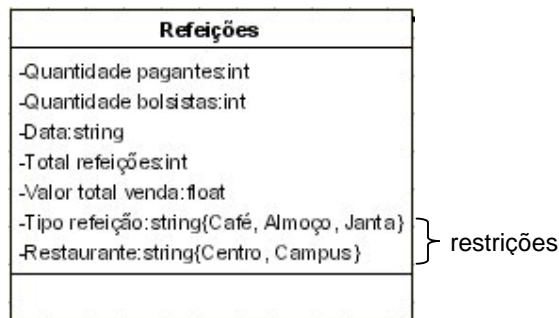 Refeições
-Quantidade pagantes:int
-Quantidade bolsistas:int
-Data:string
-Total refeições:int
-Valor total venda:float
-Tipo refeição:string{Café, Almoço, Janta}
-Restaurante:string{Centro, Campus}
restrições